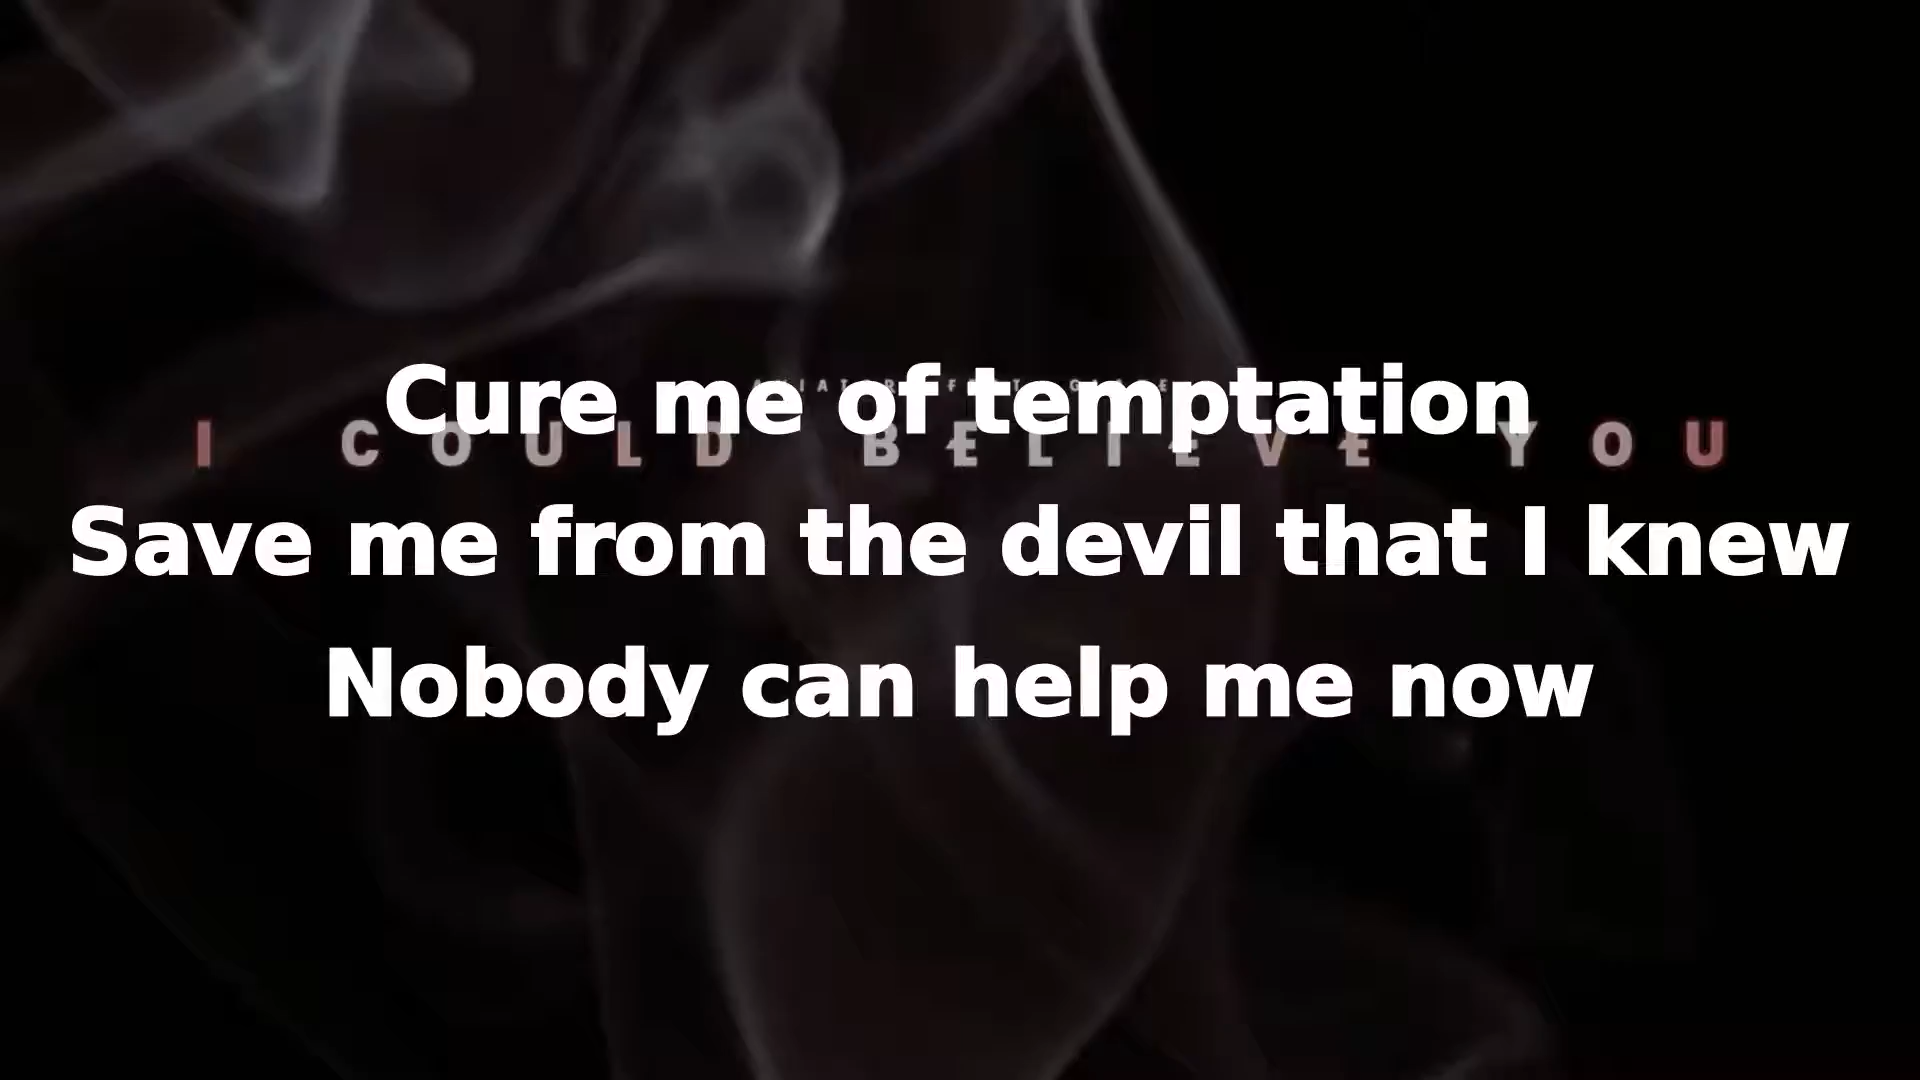 Cure me of temptation
I COULD BELIEVE YOU
Save me from the devil that I knew
Nobody can help me now